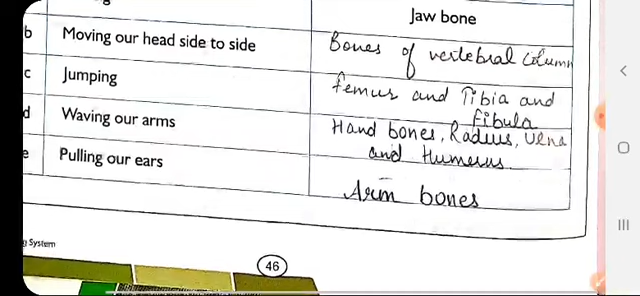 Jaw bone
b Moving our head side to side Bones of vertebral column
c Jumping femur and Tibia and
fibula
d Waving our arms Hand bones, Radius, Ulna
and Humerus
e Pulling our ears Arm bones
g System
46